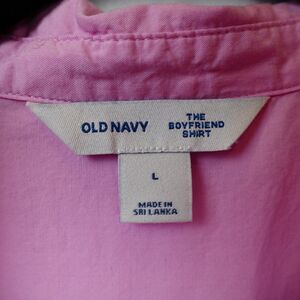 OLD NAVY
THE
BOYFRIEND
SHIRT
L
MADE IN
SRI LANKA